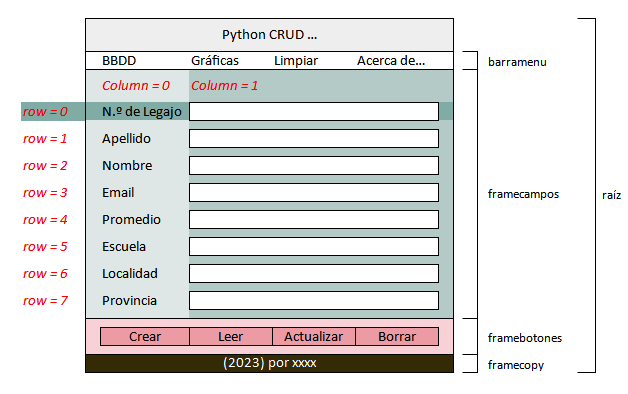 Python CRUD ...
BBDD Gráficas Limpiar Acerca de... barramenu
Column = 0 Column = 1
row = 0 N.º de Legajo
row = 1 Apellido
row = 2 Nombre
row = 3 Email framecampos raíz
row = 4 Promedio
row = 5 Escuela
row = 6 Localidad
row = 7 Provincia
Crear Leer Actualizar Borrar framebotones
(2023) por xxxx framecopy